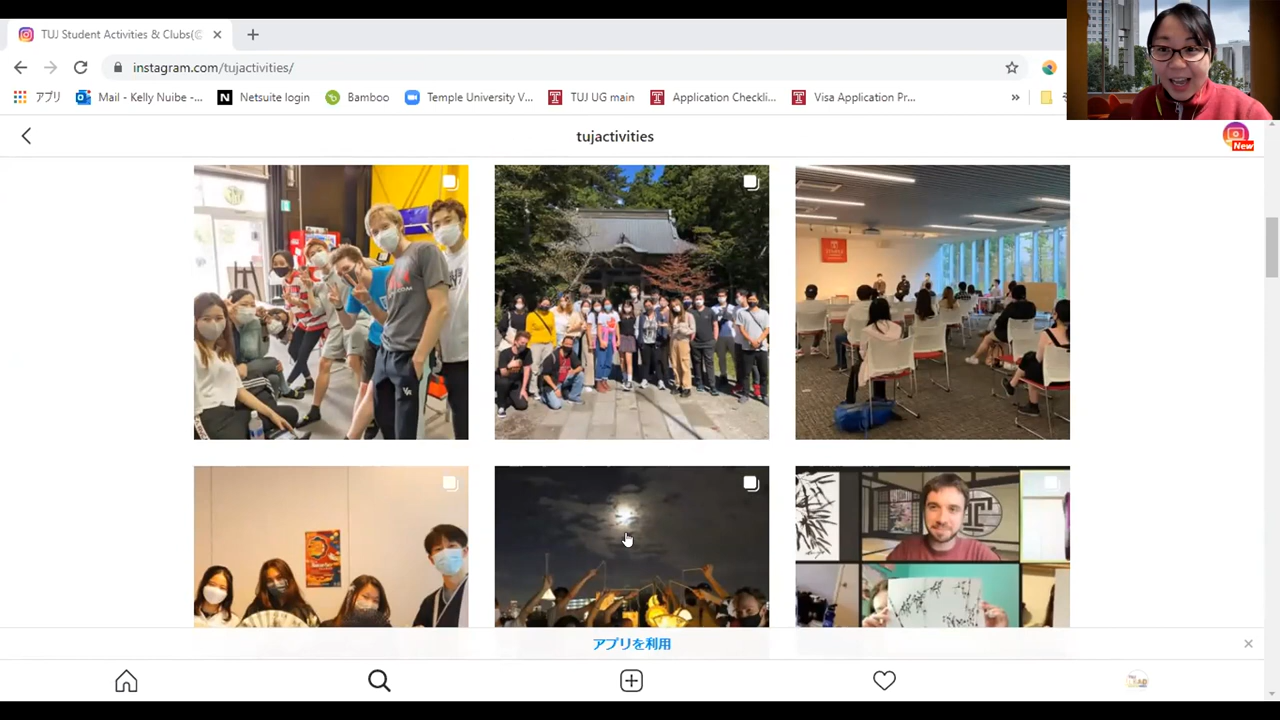 TUJ Student Activities & Clubs(@
instagram.com/tujactivities/
アプリ
Mail - Kelly Nuibe -...
Netsuite login
Bamboo
Temple University V...
TUJ UG main
Application Checkli...
Visa Application Pr...
»
tujactivities
New
アプリを利用